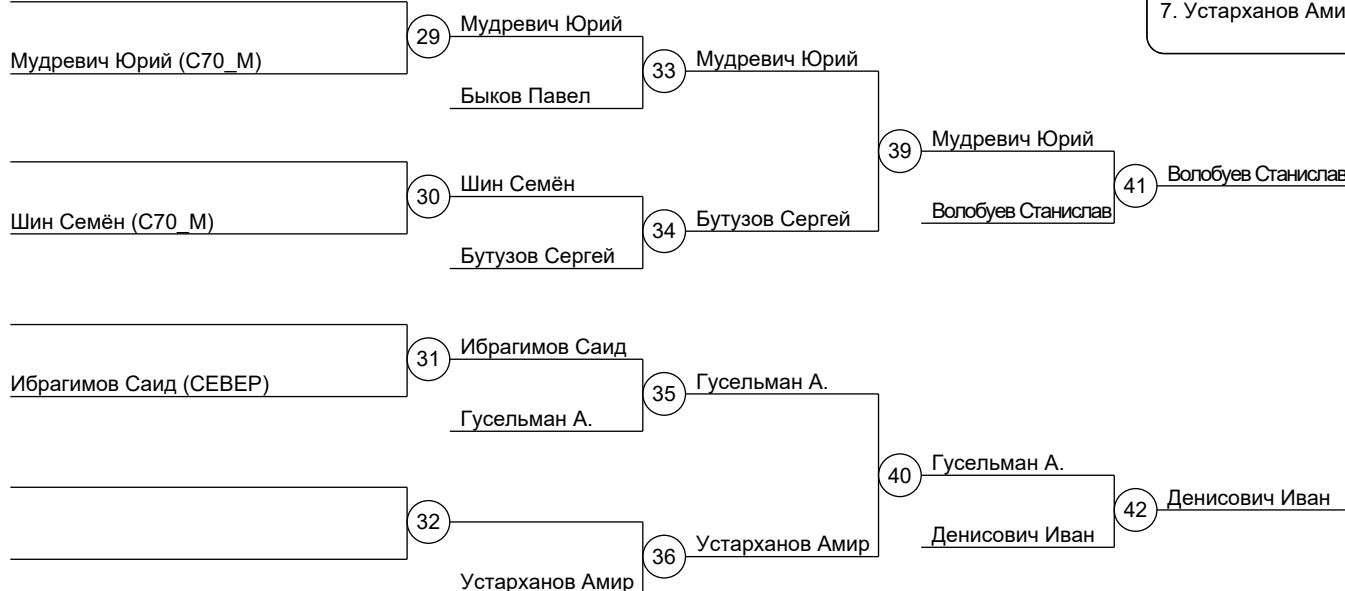 7. Устарханов Ами
29
Мудревич Юрий
Мудревич Юрий (C70_M)
33
Мудревич Юрий
Быков Павел
39
Мудревич Юрий
41
Волобуев Станислав
30
Шин Семён
Шин Семён (C70_M)
34
Бутузов Сергей
Волобуев Станислав
Бутузов Сергей
31
Ибрагимов Саид
Ибрагимов Саид (СЕВЕР)
35
Гусельман А.
Гусельман А.
40
Гусельман А.
42
Денисович Иван
32
Денисович Иван
36
Устарханов Амир
Устарханов Амир